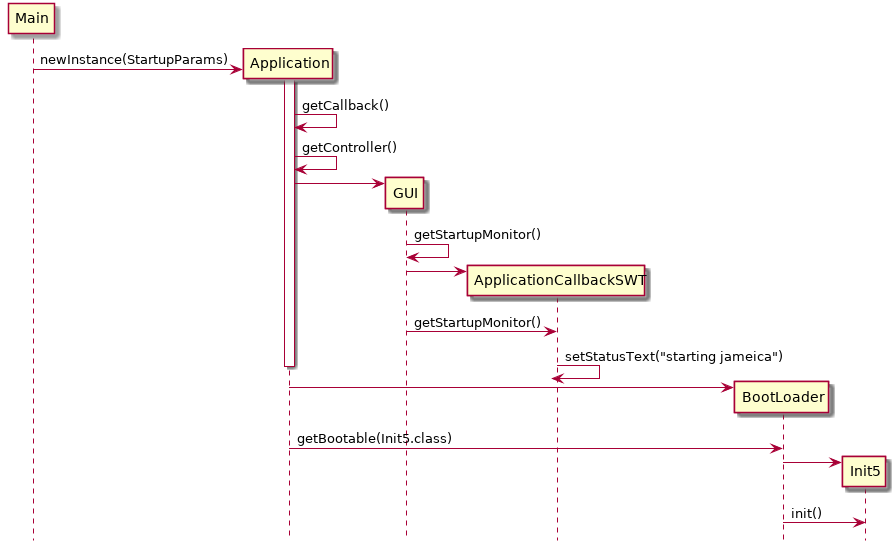 Main
newInstance(StartupParams)
Application
getCallback()
getController()
GUI
getStartupMonitor()
ApplicationCallbackSWT
getStartupMonitor()
setStatusText("starting jameica")
BootLoader
getBootable(Init5.class)
Init5
init()